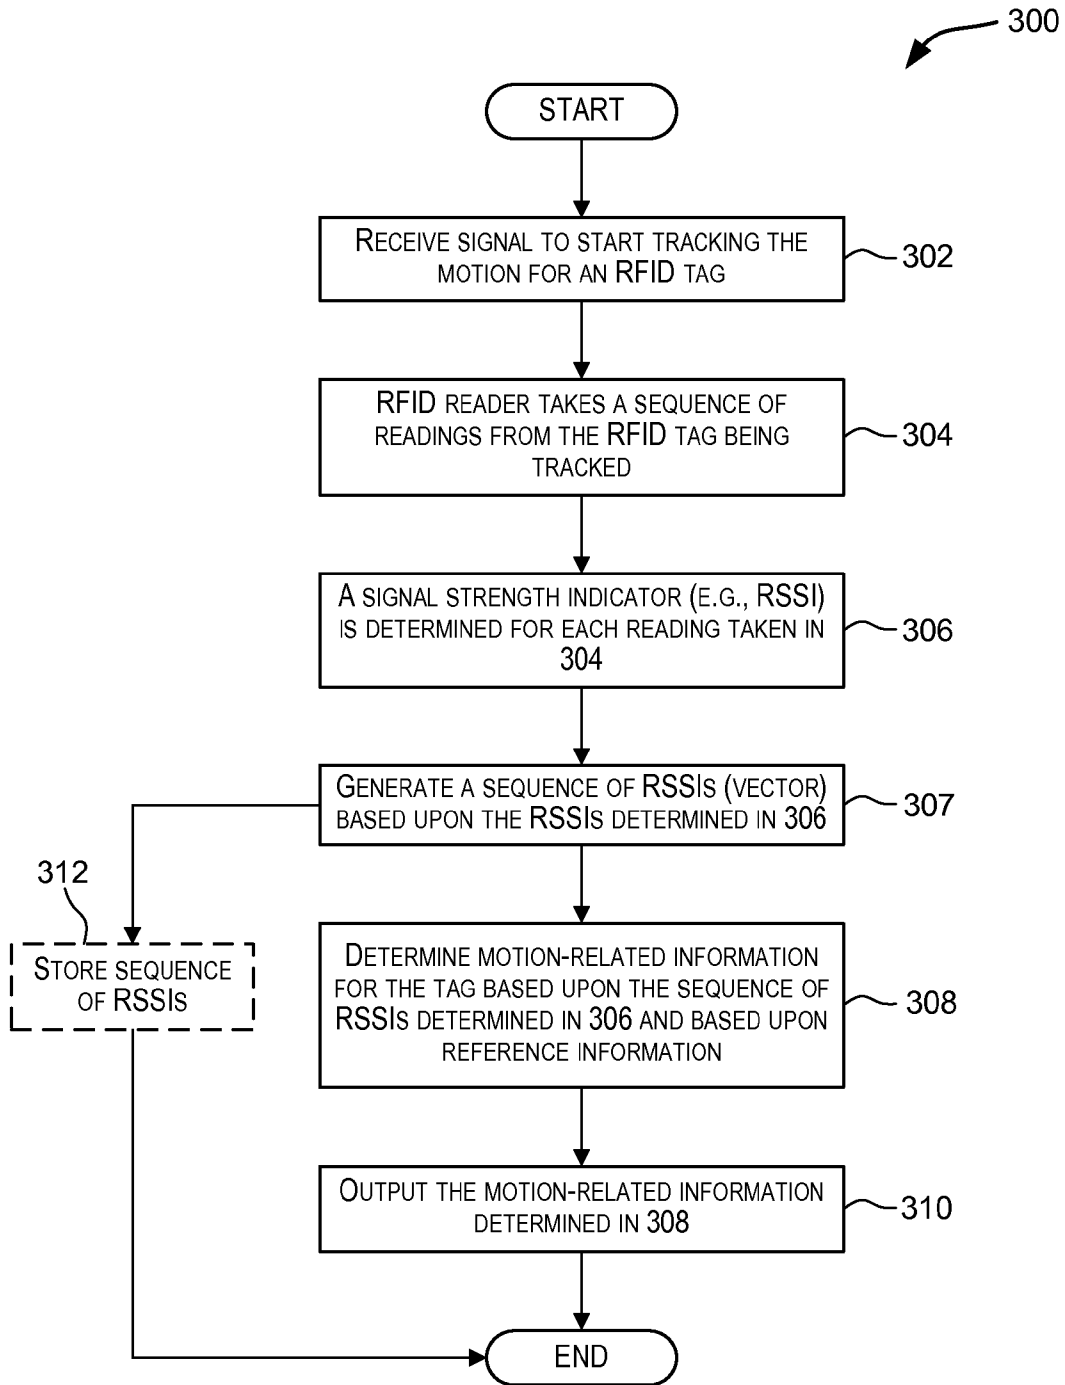 300
START
RECEIVE SIGNAL TO START TRACKING THE
MOTION FOR AN RFID TAG
302
RFID READER TAKES A SEQUENCE OF
READINGS FROM THE RFID TAG BEING
TRACKED
304
A SIGNAL STRENGTH INDICATOR (E.G., RSSI)
IS DETERMINED FOR EACH READING TAKEN IN
304
306
GENERATE A SEQUENCE OF RSSIS (VECTOR)
BASED UPON THE RSSIS DETERMINED IN 306
307
312
STORE SEQUENCE
OF RSSIS
DETERMINE MOTION-RELATED INFORMATION
FOR THE TAG BASED UPON THE SEQUENCE OF
RSSIS DETERMINED IN 306 AND BASED UPON
REFERENCE INFORMATION
308
OUTPUT THE MOTION-RELATED INFORMATION
DETERMINED IN 308
310
END